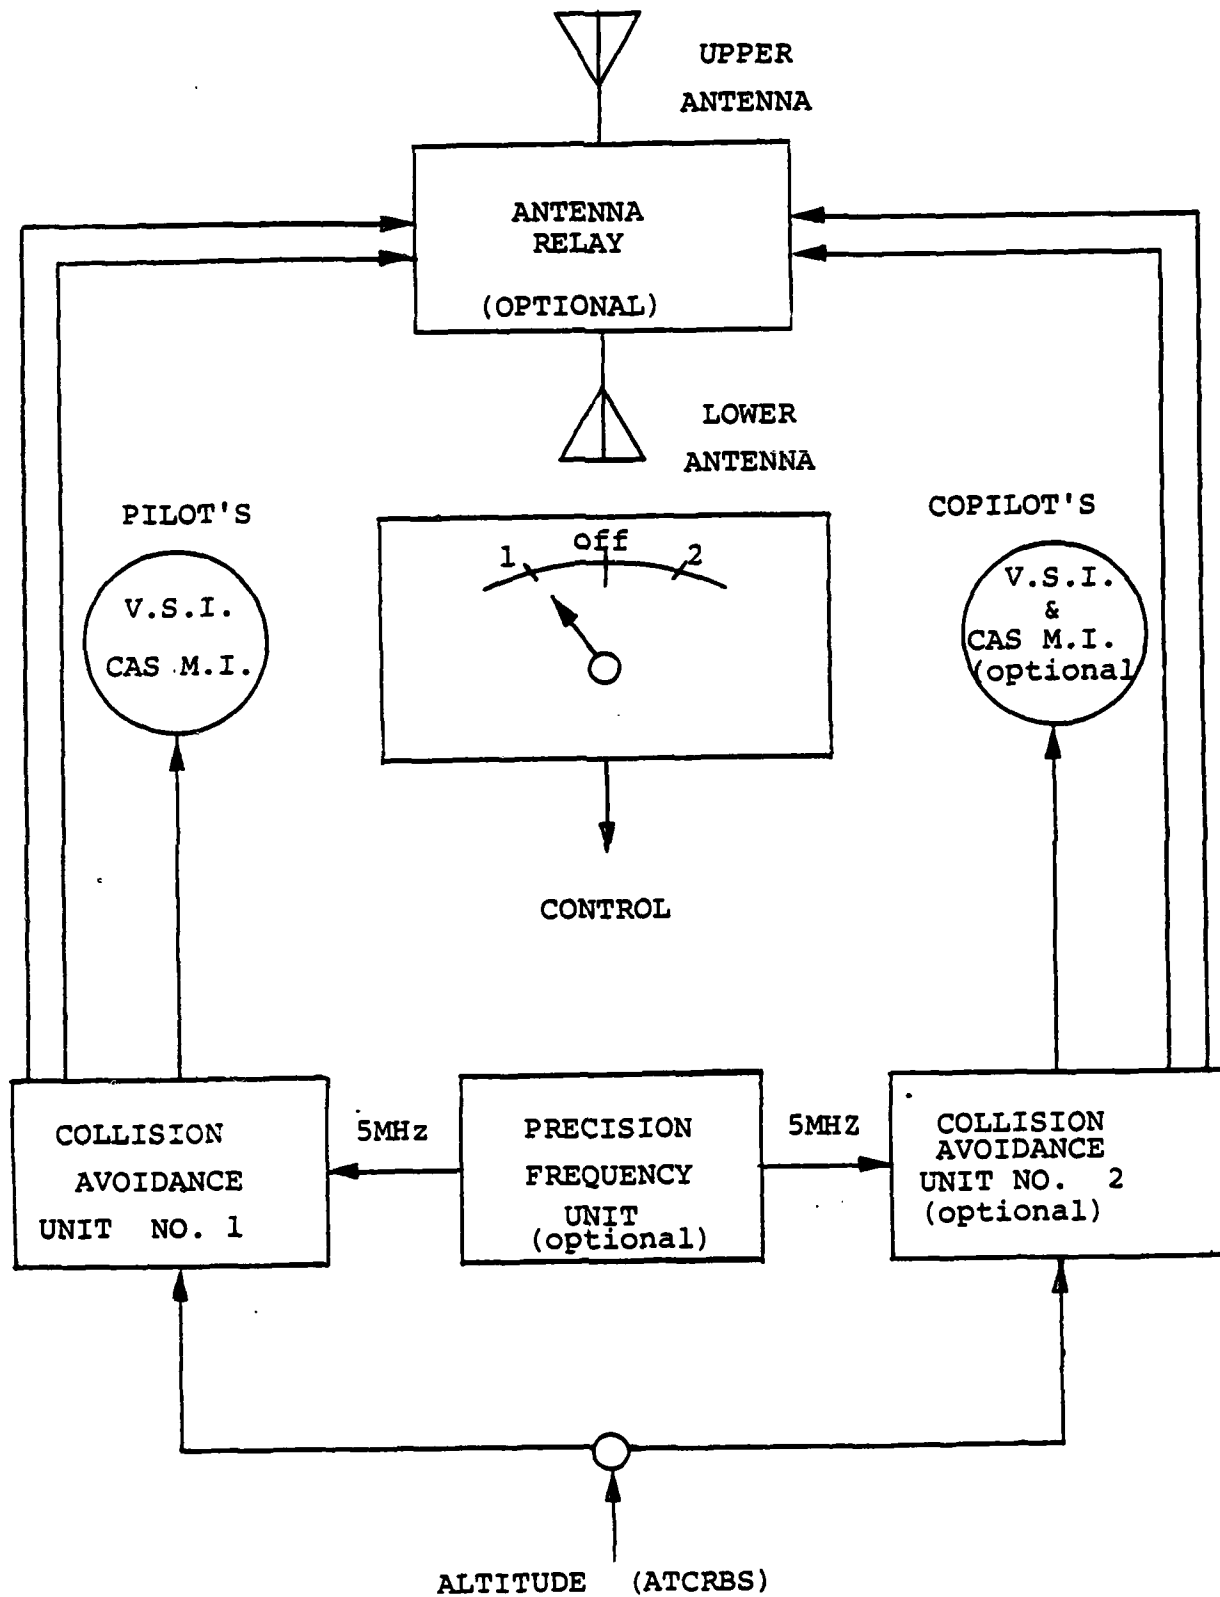 UPPER
ANTENNA
ANTENNA
RELAY
(OPTIONAL)
LOWER
ANTENNA
PILOT'S
COPILOT'S
1 off 2
V.S.I.
CAS M.I.
V.S.I.
&
CAS M.I.
(optional
CONTROL
COLLISION
AVOIDANCE
UNIT NO. 1
5MHz
PRECISION
FREQUENCY
UNIT
(optional)
5MHZ
COLLISION
AVOIDANCE
UNIT NO. 2
(optional)
ALTITUDE (ATCRBS)